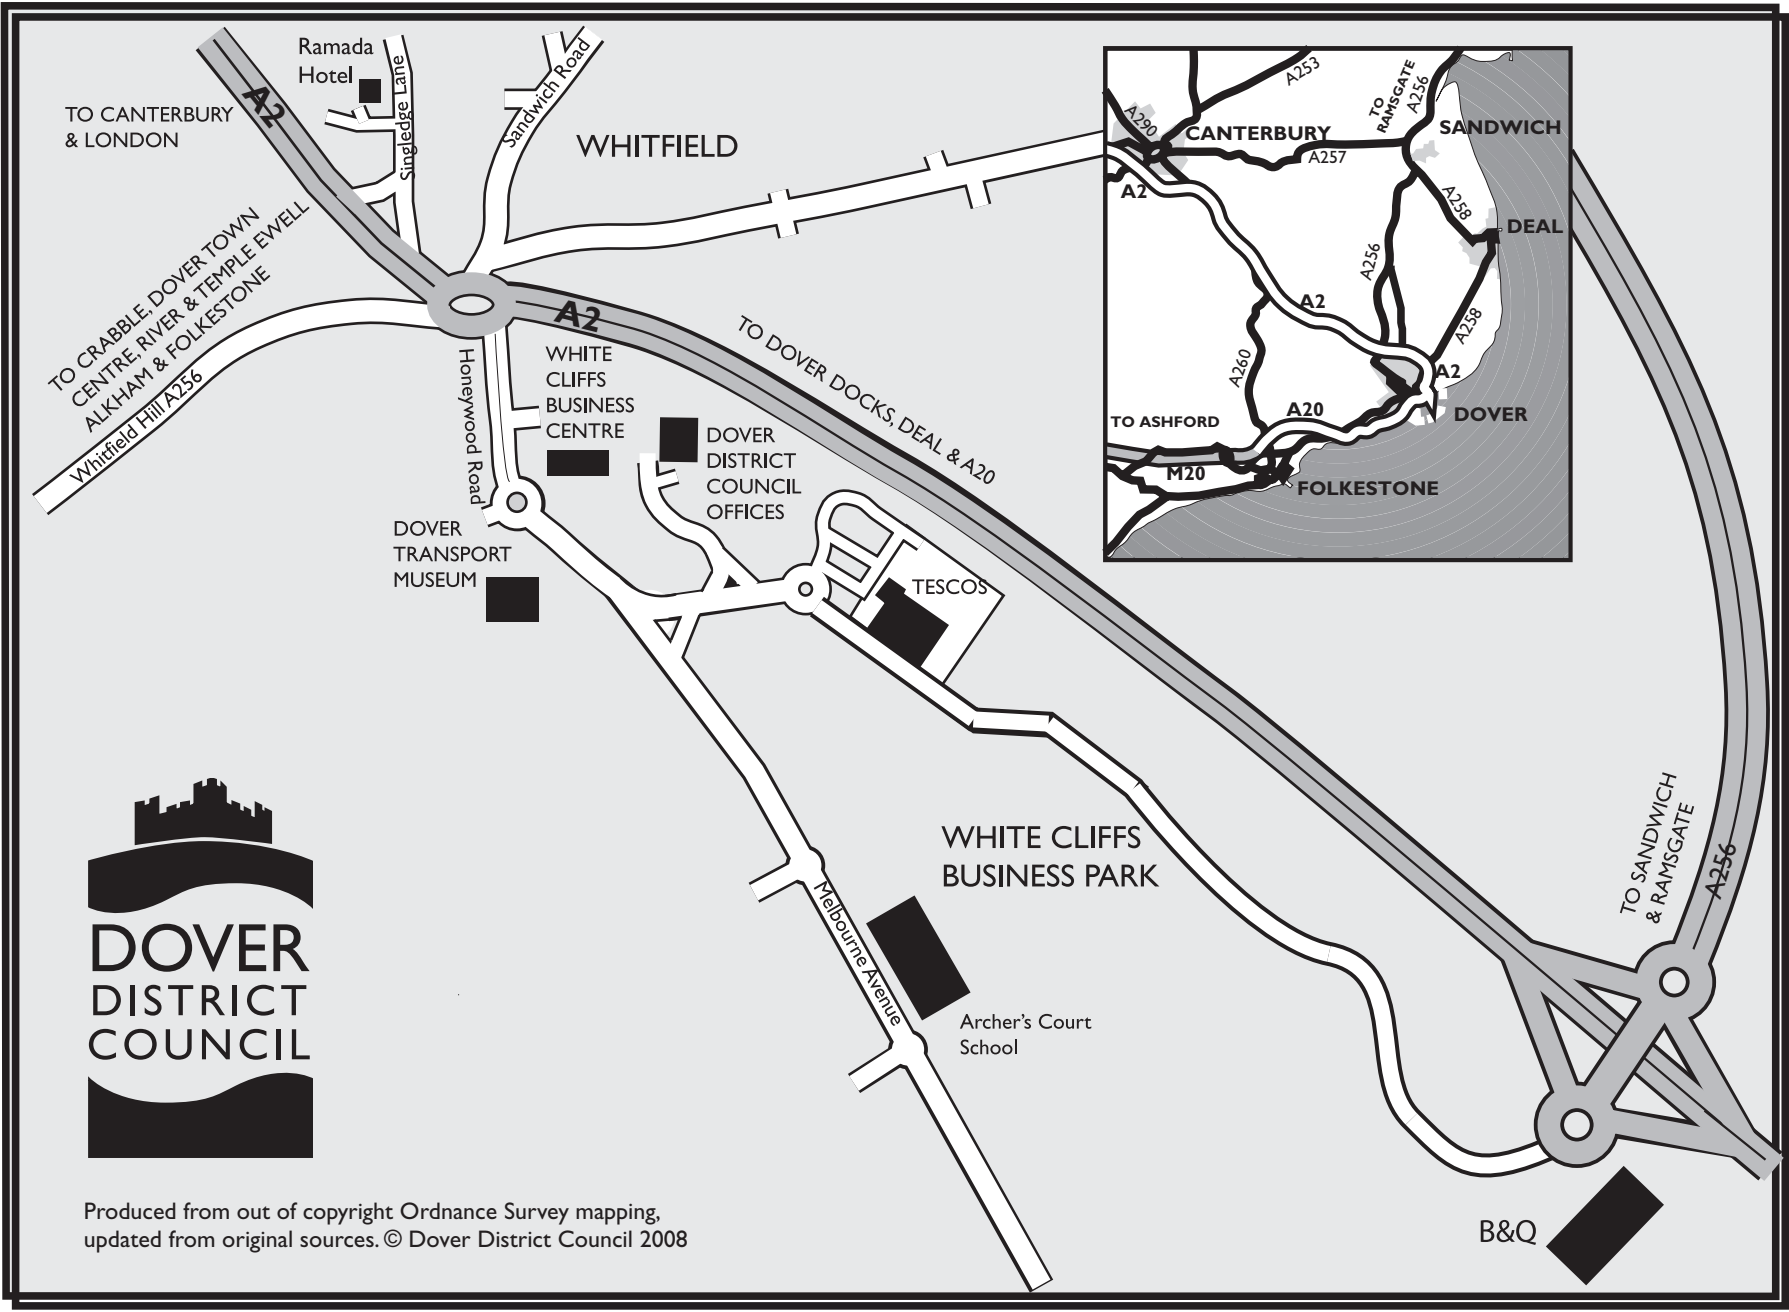 Ramada
Hotel
Singledge Lane
Sandwich Road
A2
TO CANTERBURY
& LONDON
WHITFIELD
TO CRABBLE, DOVER TOWN
CENTRE, RIVER & TEMPLE EWELL
ALKHAM & FOLKESTONE
Whitfield Hill A256
A2
TO DOVER DOCKS, DEAL & A20
Honeywood Road
WHITE
CLIFFS
BUSINESS
CENTRE
DOVER
DISTRICT
COUNCIL
OFFICES
DOVER
TRANSPORT
MUSEUM
TESCOS
A253
TO
RAMSGATE
A256
A290
CANTERBURY
SANDWICH
A257
A2
A258
DEAL
A256
A2
A258
A260
A2
A20
DOVER
TO ASHFORD
M20
FOLKESTONE
WHITE CLIFFS
BUSINESS PARK
Melbourne Avenue
Archer's Court
School
TO SANDWICH
& RAMSGATE
A256
B&Q
DOVER
DISTRICT
COUNCIL
Produced from out of copyright Ordnance Survey mapping,
updated from original sources. © Dover District Council 2008